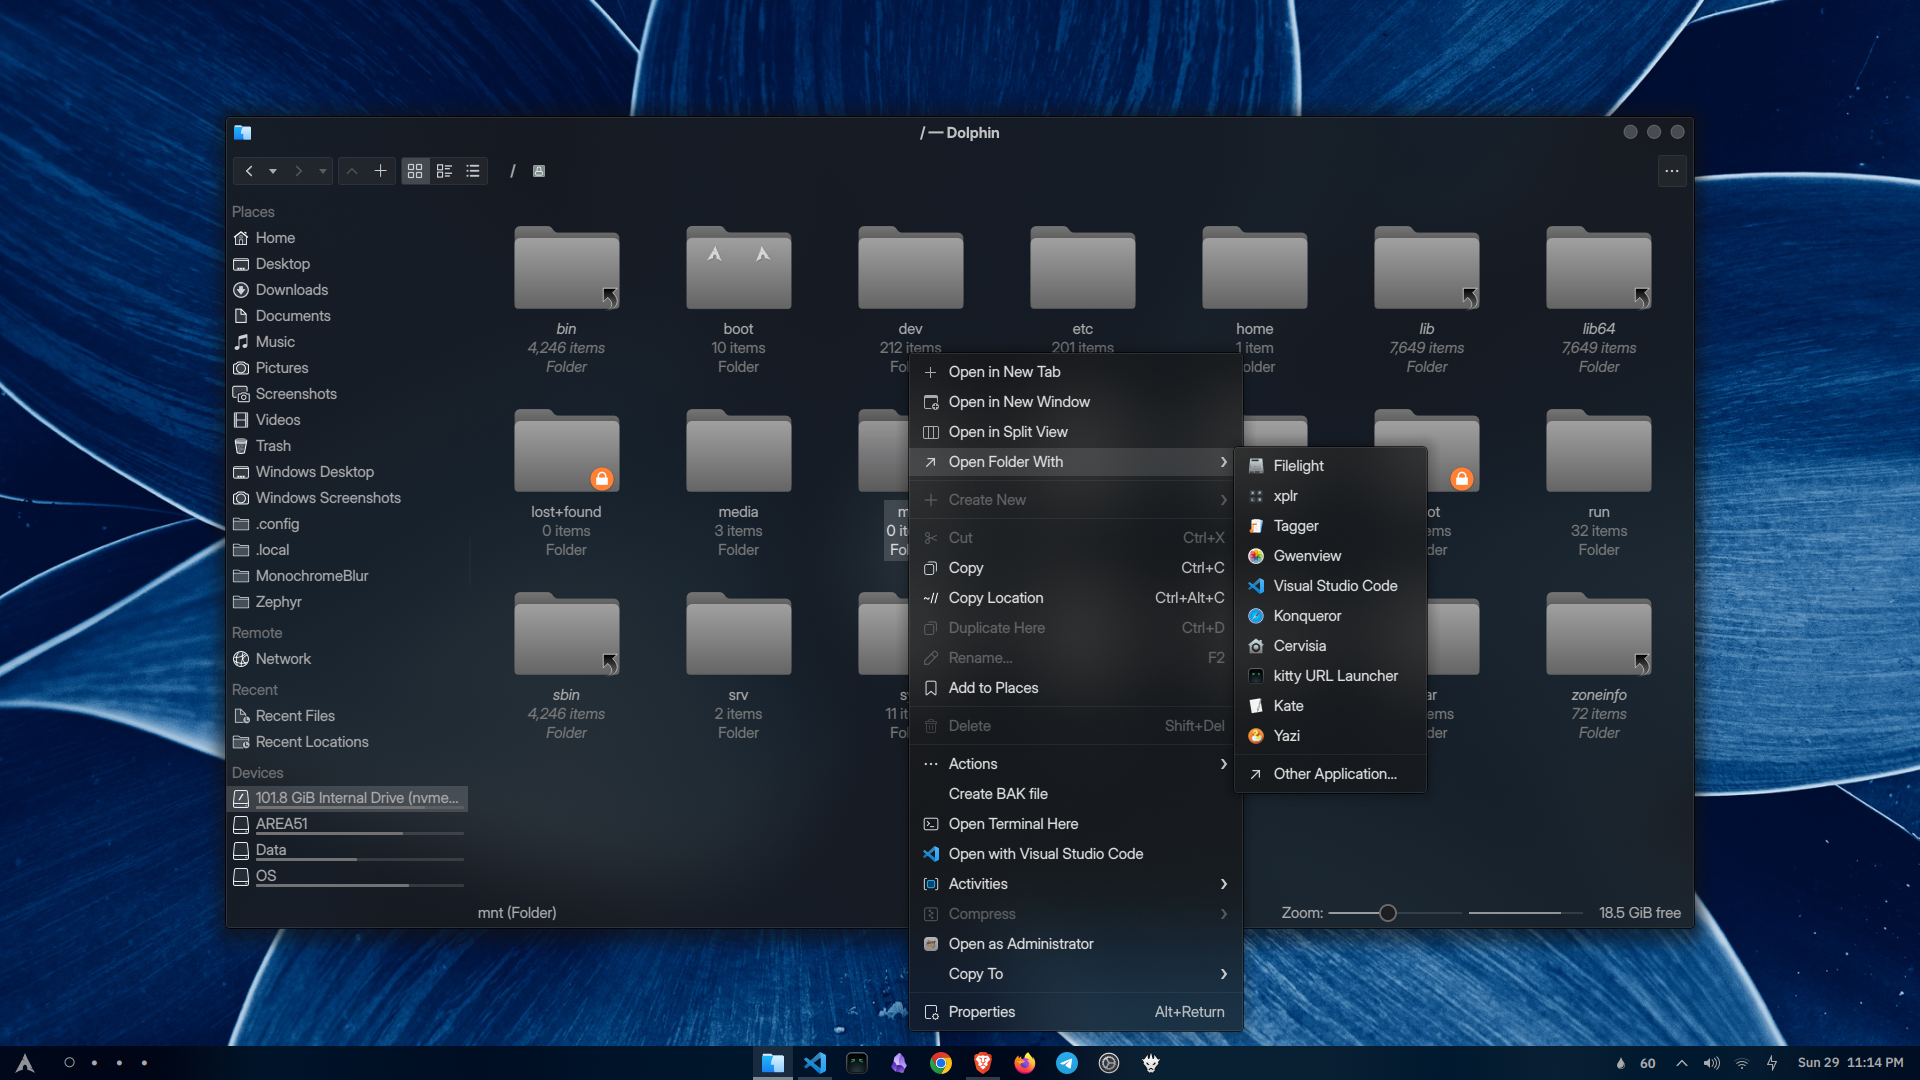 / — Dolphin
/
Places
Home
Desktop
Downloads
Documents
Music
Pictures
Screenshots
Videos
Trash
Windows Desktop
Windows Screenshots
.config
.local
MonochromeBlur
Zephyr
Remote
Network
Recent
Recent Files
Recent Locations
Devices
101.8 GiB Internal Drive (nvme...
AREA51
Data
OS
bin
4,246 items
Folder
boot
10 items
Folder
dev
212 items
Fol
etc
201 items
home
1 item
older
lib
7,649 items
Folder
lib64
7,649 items
Folder
lost+found
0 items
Folder
media
3 items
Folder
m
0 it
Fol
ot
ems
der
run
32 items
Folder
sbin
4,246 items
Folder
srv
2 items
Folder
s
11 it
Fol
ar
ems
der
zoneinfo
72 items
Folder
Open in New Tab
Open in New Window
Open in Split View
Open Folder With
Create New
Cut Ctrl+X
Copy Ctrl+C
Copy Location Ctrl+Alt+C
Duplicate Here Ctrl+D
Rename... F2
Add to Places
Delete Shift+Del
Actions
Create BAK file
Open Terminal Here
Open with Visual Studio Code
Activities
Compress
Open as Administrator
Copy To
Properties Alt+Return
Filelight
xplr
Tagger
Gwenview
Visual Studio Code
Konqueror
Cervisia
kitty URL Launcher
Kate
Yazi
Other Application...
mnt (Folder)
Zoom:
18.5 GiB free
60
Sun 29 11:14 PM